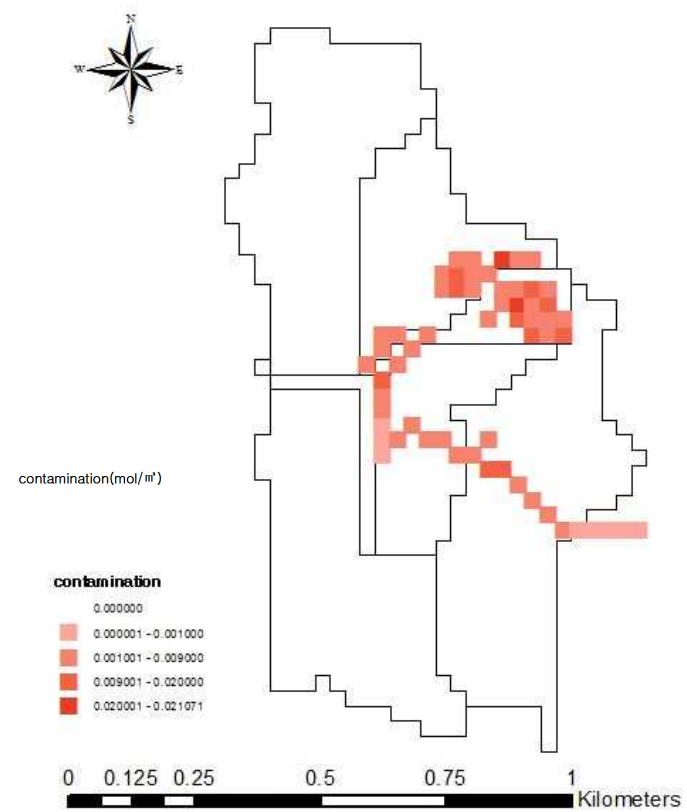 N
W E
S
contamination(mol/㎥)
contamination
0.000000
0.000001 - 0.001000
0.001001 - 0.009000
0.009001 - 0.020000
0.020001 - 0.021071
0 0.125 0.25 0.5 0.75 1
Kilometers